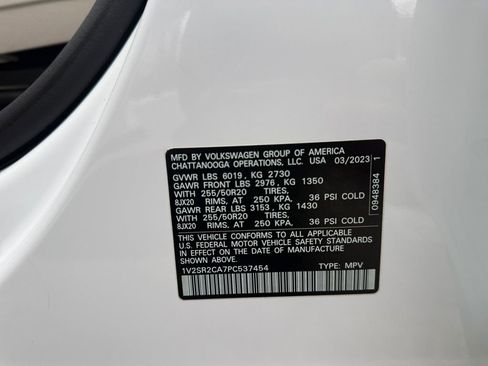 MFD BY VOLKSWAGEN GROUP OF AMERICA
CHATTANOOGA OPERATIONS, LLC. USA 03/2023
GVWR LBS 6019, KG 2730
GAWR FRONT LBS 2976, KG 1350
WITH 255/50R20 TIRES,
8JX20 RIMS, AT 250 KPA, 36 PSI COLD
GAWR REAR LBS 3153, KG 1430
WITH 255/50R20 TIRES,
8JX20 RIMS, AT 250 KPA, 36 PSI COLD
THIS VEHICLE CONFORMS TO ALL APPLICABLE
U.S. FEDERAL MOTOR VEHICLE SAFETY STANDARDS
IN EFFECT ON THE DATE OF MANUFACTURE
SHOWN ABOVE.
1V2SR2CA7PC537454 TYPE: MPV
0948384 1